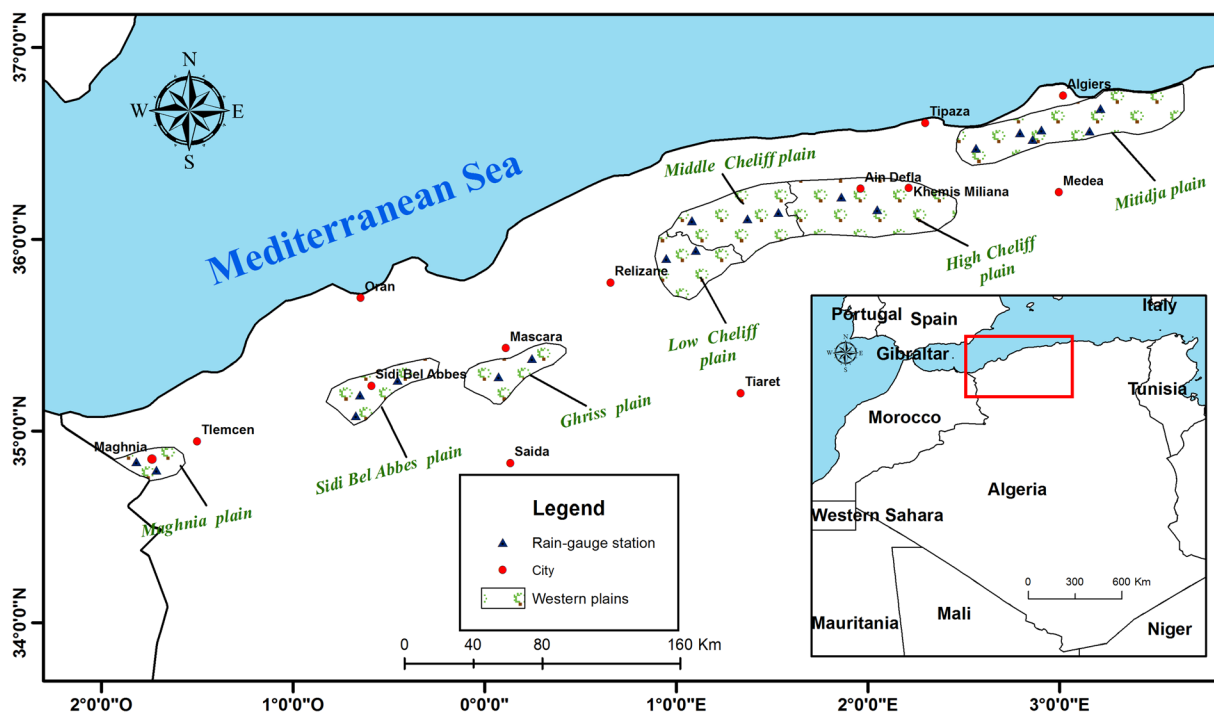 37°0'0"N
36°0'0"N
35°0'0"N
34°0'0"N
N
W
E
S
Mediterranean Sea
Algiers
Tipaza
Middle Cheliff plain
Ain Defla
Khemis Miliana
Medea
Mitidja plain
High Cheliff
plain
Relizane
Oran
Low Cheliff
plain
Mascara
Sidi Bel Abbes
Ghriss plain
Tiaret
Tlemcen
Maghnia
Saida
Sidi Bel Abbes plain
Maghnia plain
Legend
Rain-gauge station
City
Western plains
0 40 80 160 Km
Portugal
Spain
Italy
N
W
E
S
Gibraltar
Tunisia
Morocco
Algeria
Western Sahara
0 300 600 Km
Mauritania
Mali
Niger
2°0'0"O
1°0'0"O
0°0'0"
1°0'0"E
2°0'0"E
3°0'0"E